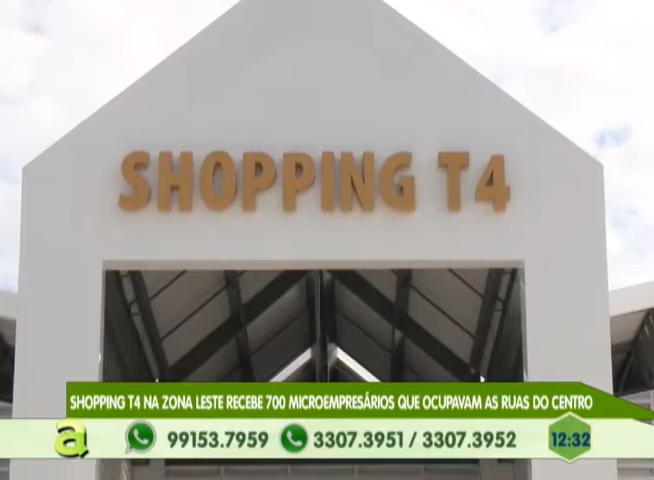 SHOPPING T4
SHOPPING T4 NA ZONA LESTE RECEBE 700 MICROEMPRESÁRIOS QUE OCUPAVAM AS RUAS DO CENTRO
a 99153.7959 3307.3951 / 3307.3952 12:32